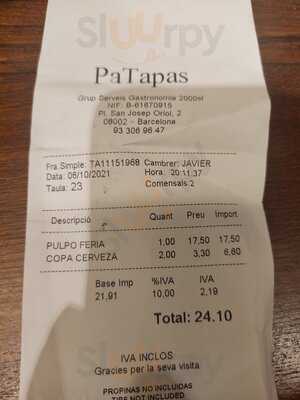 Sluurpy
PaTapas
Grup Serveis Gastronomia 2000srl
NIF: B-61670915
Pl. San Josep Oriol, 2
08002 - Barcelona
93 306 96 47
Fra Simple: TA11151968 Cambrer: JAVIER
Data: 06/10/2021 Hora: 20:11:37
Taula: 23 Comensals: 2
Descripció Quant Preu Import.
PULPO FERIA 1,00 17,50 17,50
COPA CERVEZA 2,00 3,30 6,60
Base Imp %IVA IVA
21,91 10,00 2,19
Total: 24.10
IVA INCLOS
Gracies per la seva visita
PROPINAS NO INCLUIDAS
TIPS NOT INCLUDED